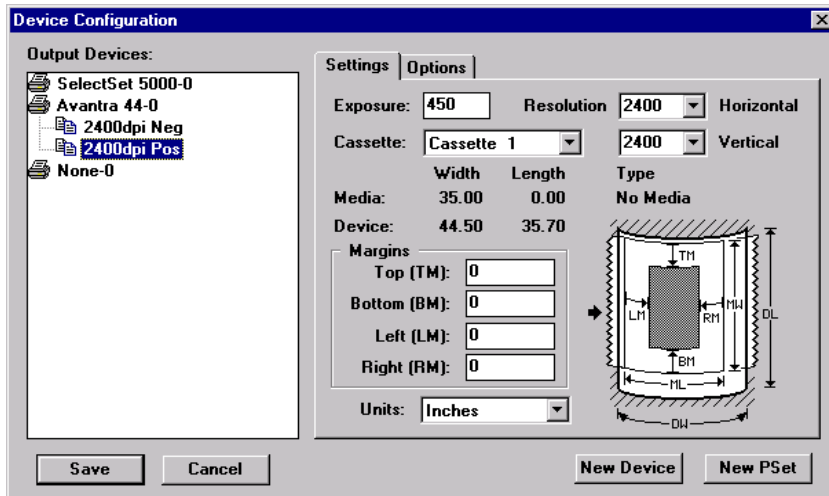 Device Configuration
Output Devices:
SelectSet 5000-0
Avantra 44-0
2400dpi Neg
2400dpi Pos
None-0
Settings Options
Exposure: 450 Resolution 2400 Horizontal
Cassette: Cassette 1 2400 Vertical
Width Length Type
Media: 35.00 0.00 No Media
Device: 44.50 35.70
Margins
Top (TM): 0
Bottom (BM): 0
Left (LM): 0
Right (RM): 0
Units: Inches
TM
LM RM MW DL
BM
ML
DW
Save Cancel New Device New PSet